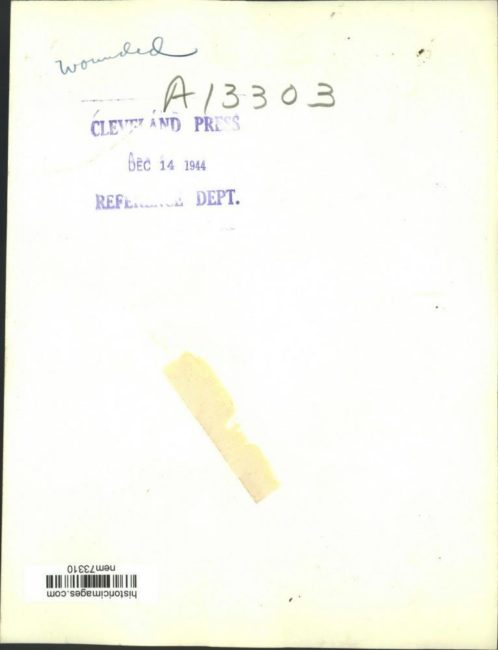 wounded
A13303
CLEVELAND PRESS
DEC 14 1944
REFERENCE DEPT.
historicimages.com
nem73310